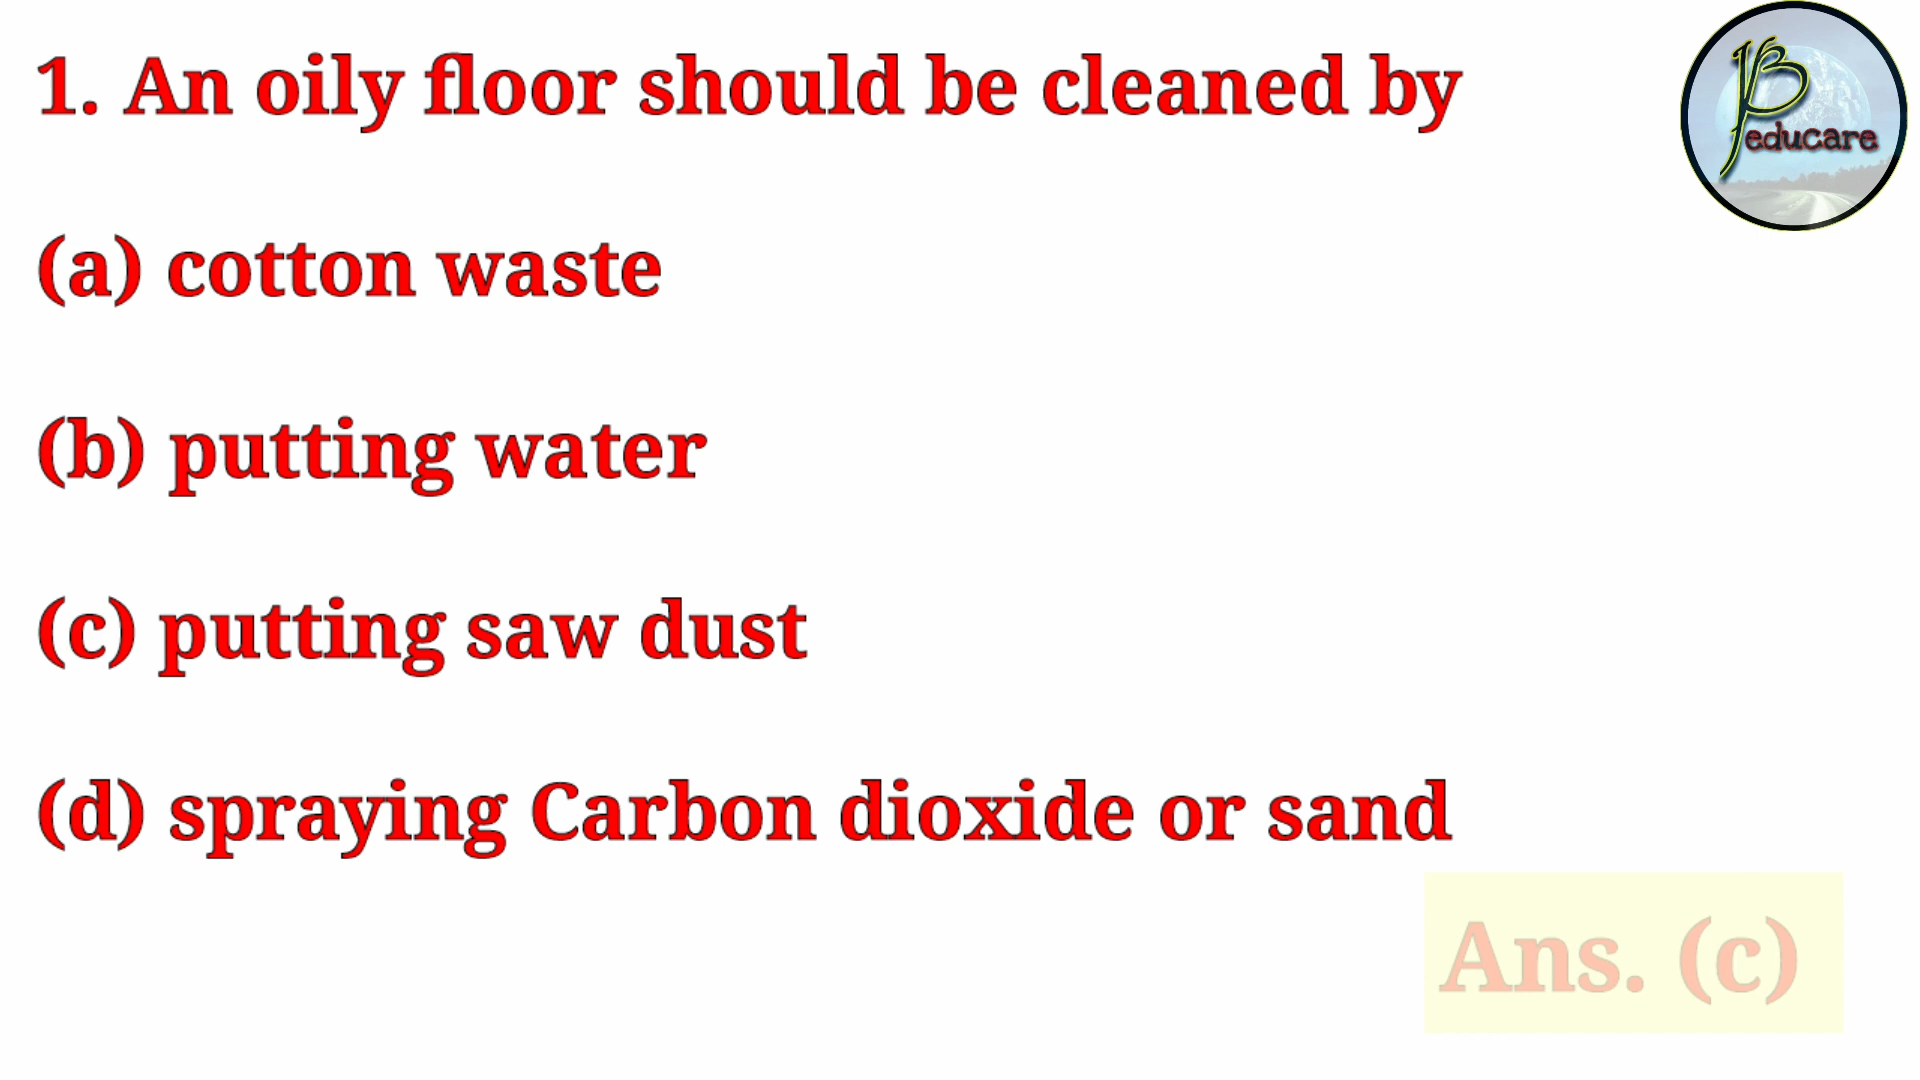 1. An oily floor should be cleaned by
(a) cotton waste
(b) putting water
(c) putting saw dust
(d) spraying Carbon dioxide or sand
Ans. (c)
educare